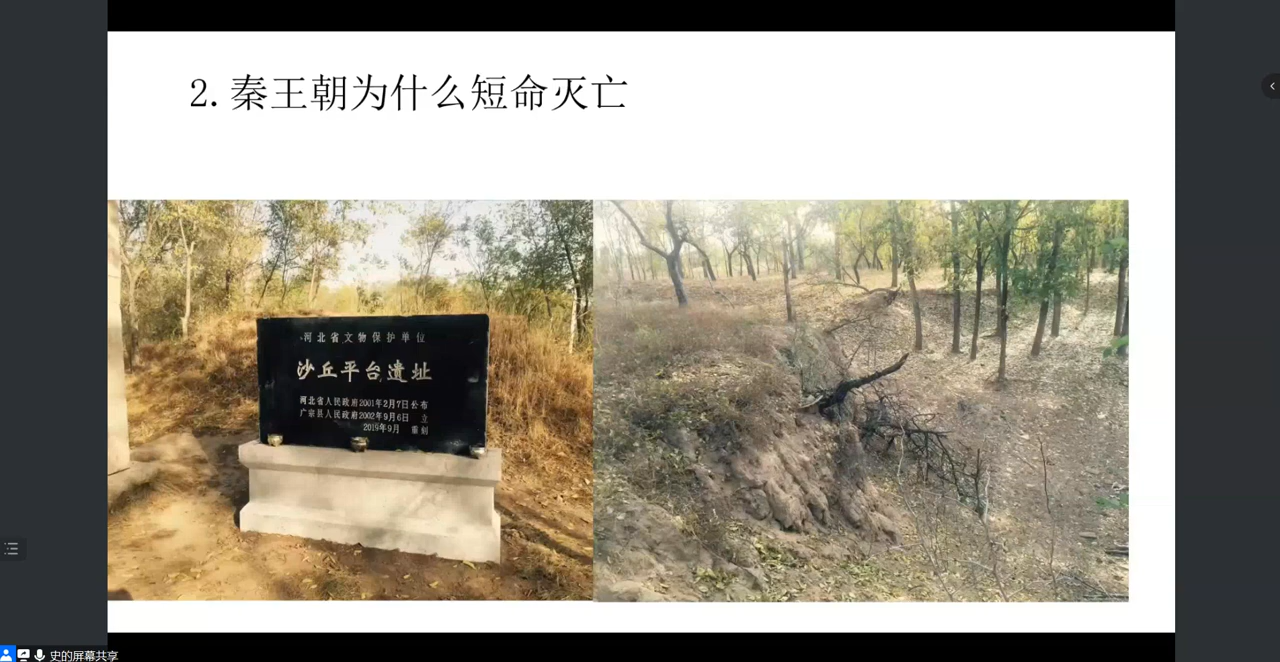 2.秦王朝为什么短命灭亡
河北省文物保护单位
沙丘平台遗址
河北省人民政府2001年2月7日公布
广宗县人民政府2002年9月6日 立
2019年9月 重刻
史的屏幕共享